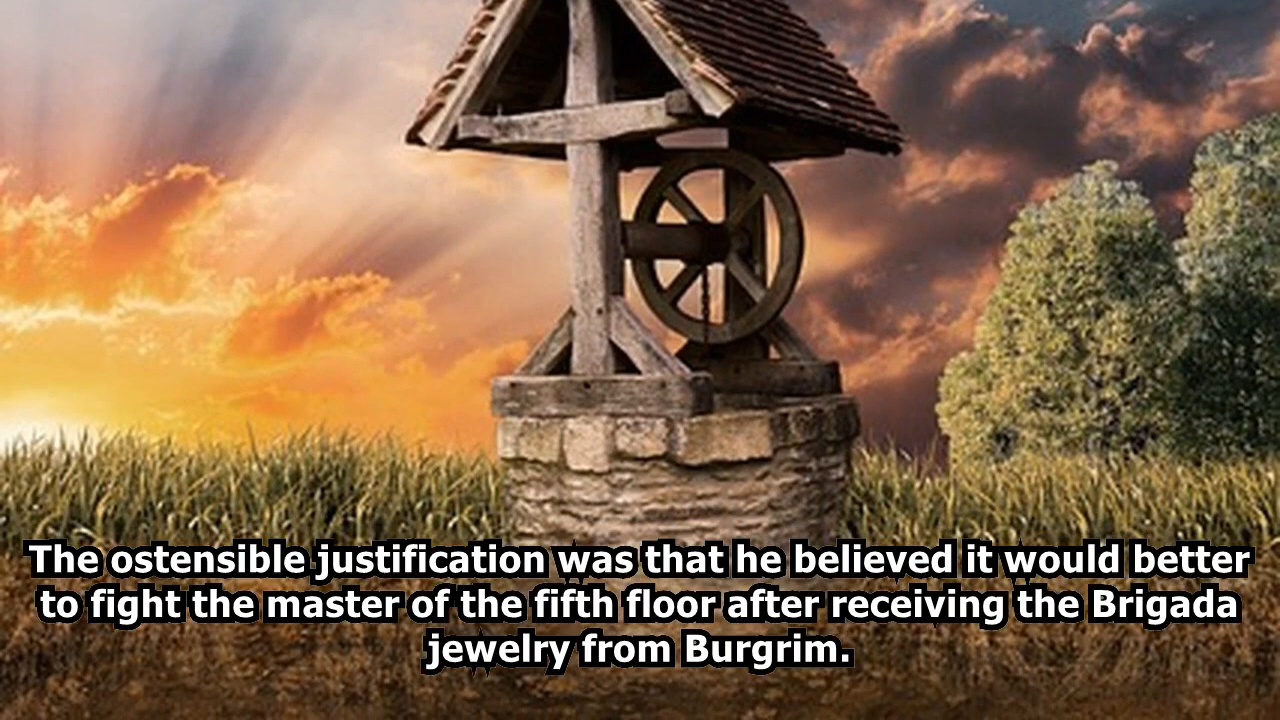 The ostensible justification was that he believed it would better
to fight the master of the fifth floor after receiving the Brigada
jewelry from Burgrim.